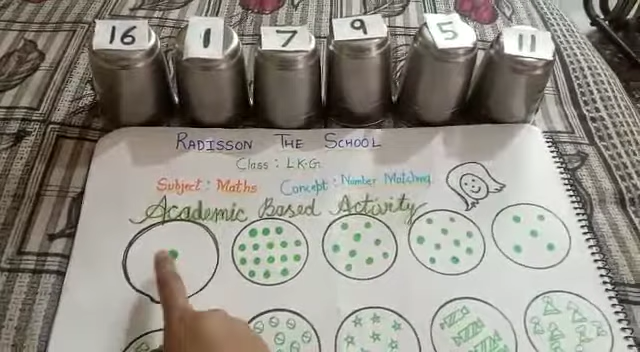 16 1 7 9 5 11
RADISSON THE SCHOOL
Class : L.K.G.
Subject : Maths Concept : Number Matching
Academic Based Activity